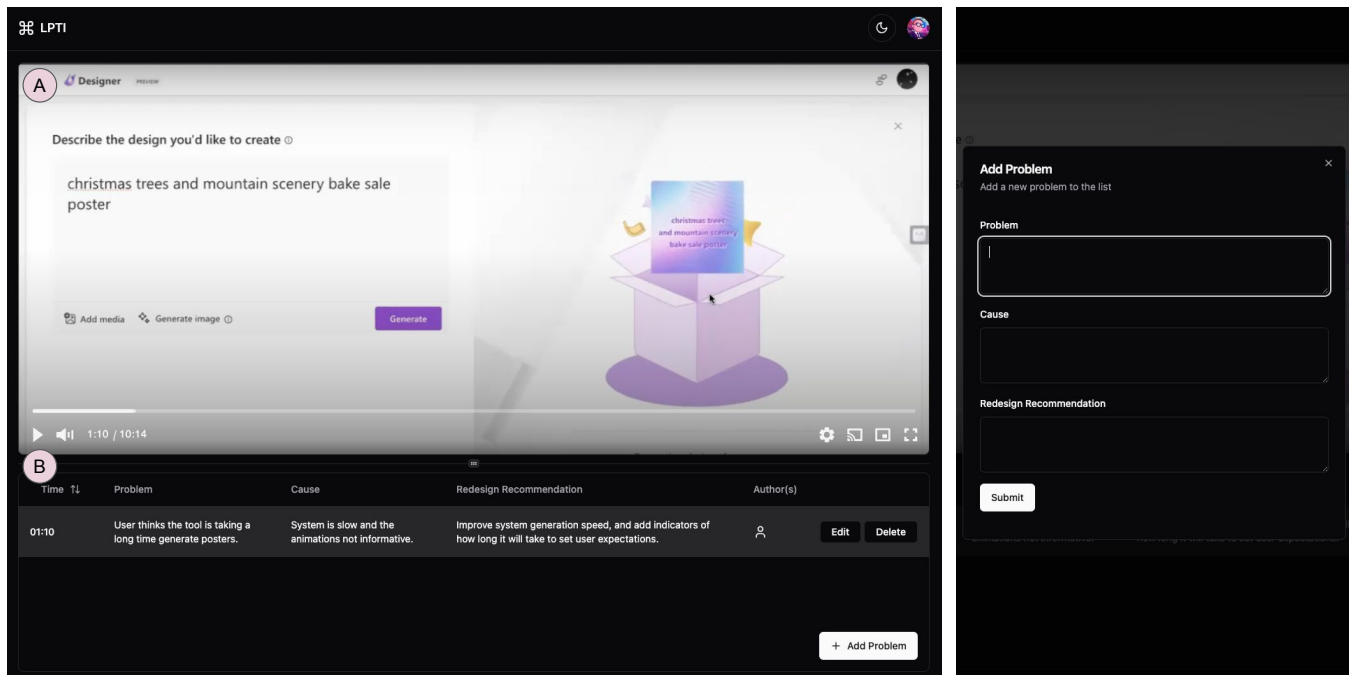 ⌘ LPTI
A
Designer PREVIEW
Describe the design you'd like to create
christmas trees and mountain scenery bake sale
poster
christmas trees
and mountain scenery
bake sale poster
Add media
Generate image
Generate
1:10 / 10:14
B
Time ↑↓ Problem Cause Redesign Recommendation Author(s)
01:10
User thinks the tool is taking a
long time generate posters.
System is slow and the
animations not informative.
Improve system generation speed, and add indicators of
how long it will take to set user expectations.
Edit Delete
+ Add Problem
Add Problem
Add a new problem to the list
Problem
Cause
Redesign Recommendation
Submit